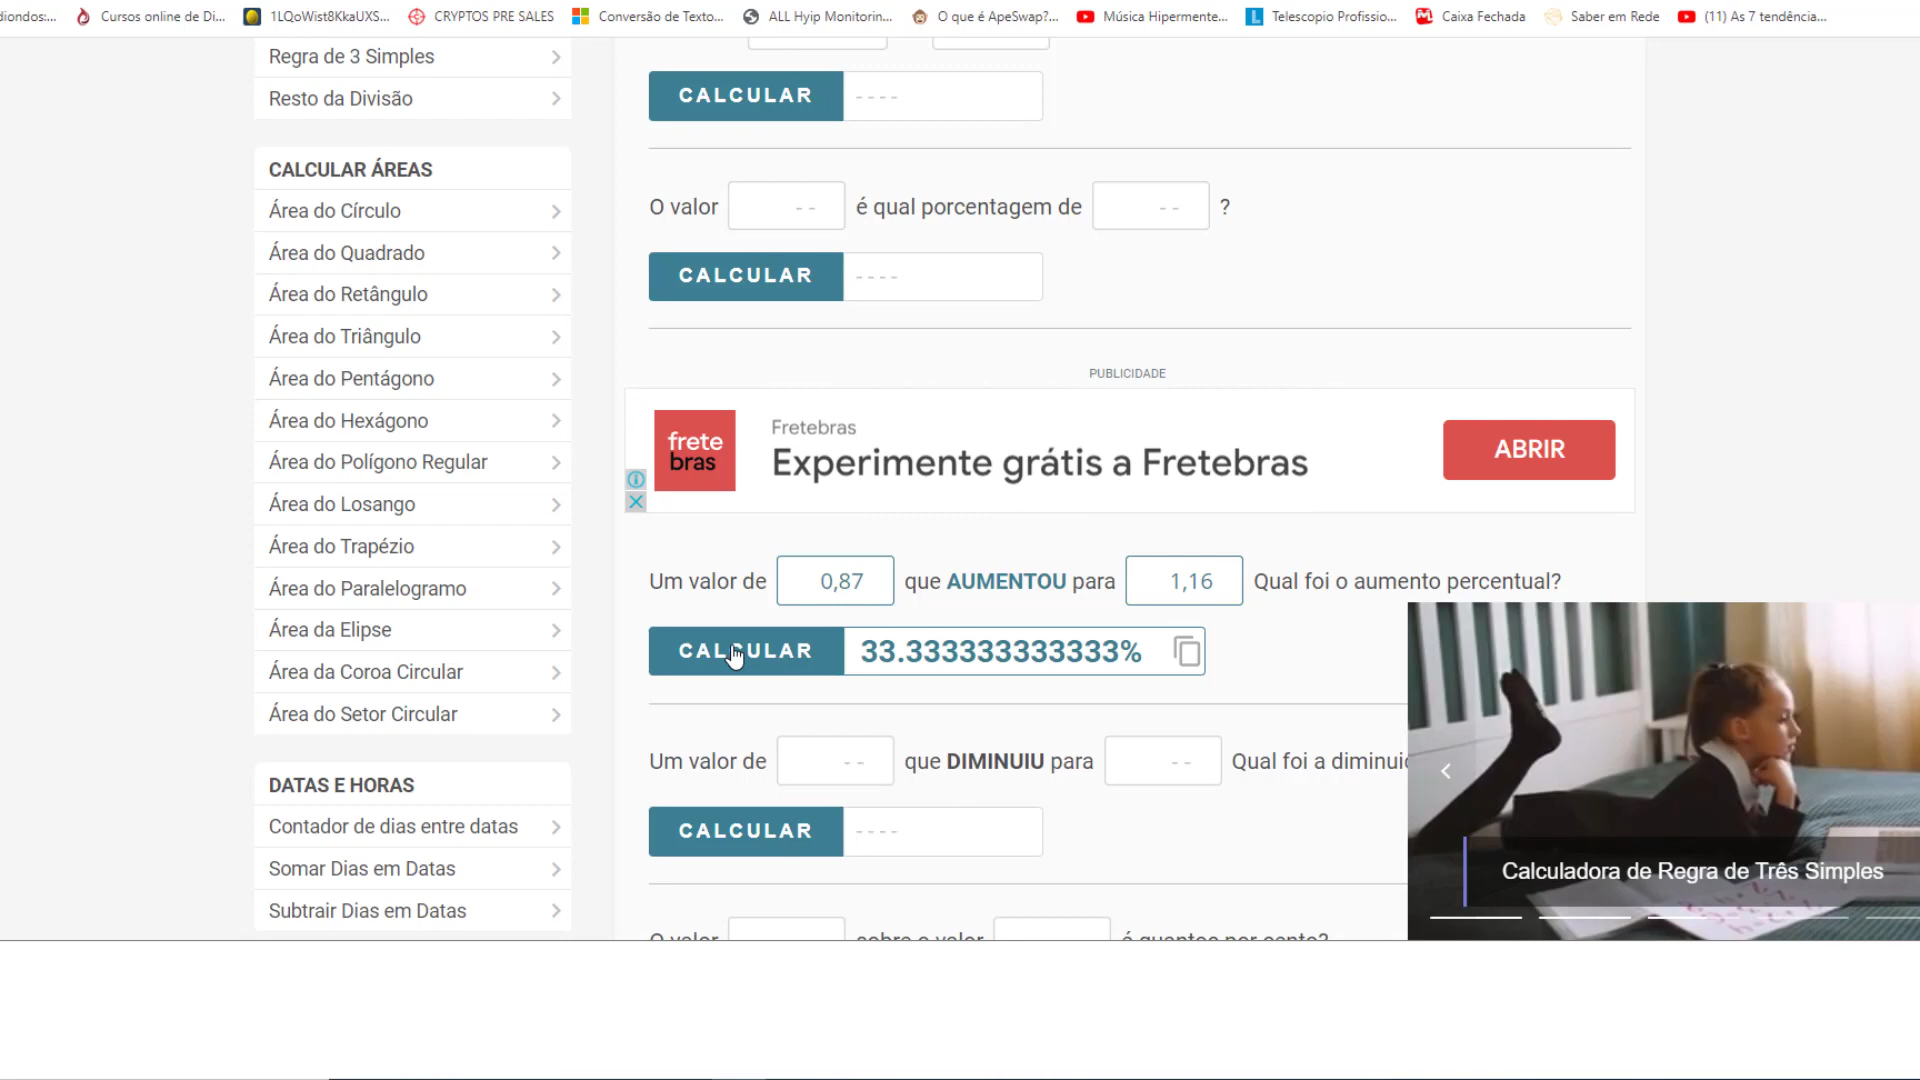 diondos:...
Cursos online de Di...
1LQoWist8KkaUXS...
CRYPTOS PRE SALES
Conversão de Texto...
ALL Hyip Monitorin...
O que é ApeSwap?...
Música Hipermente...
Telescopio Profissio...
Caixa Fechada
Saber em Rede
(11) As 7 tendência...
Regra de 3 Simples
Resto da Divisão
CALCULAR ÁREAS
Área do Círculo
Área do Quadrado
Área do Retângulo
Área do Triângulo
Área do Pentágono
Área do Hexágono
Área do Polígono Regular
Área do Losango
Área do Trapézio
Área do Paralelogramo
Área da Elipse
Área da Coroa Circular
Área do Setor Circular
DATAS E HORAS
Contador de dias entre datas
Somar Dias em Datas
Subtrair Dias em Datas
CALCULAR ----
O valor -- é qual porcentagem de -- ?
CALCULAR ----
PUBLICIDADE
frete
bras
Fretebras
Experimente grátis a Fretebras
ABRIR
Um valor de 0,87 que AUMENTOU para 1,16 Qual foi o aumento percentual?
CALCULAR 33.333333333333%
Um valor de -- que DIMINUIU para -- Qual foi a diminuic
CALCULAR ----
O valor sobre o valor é quantos por cento?
Calculadora de Regra de Três Simples